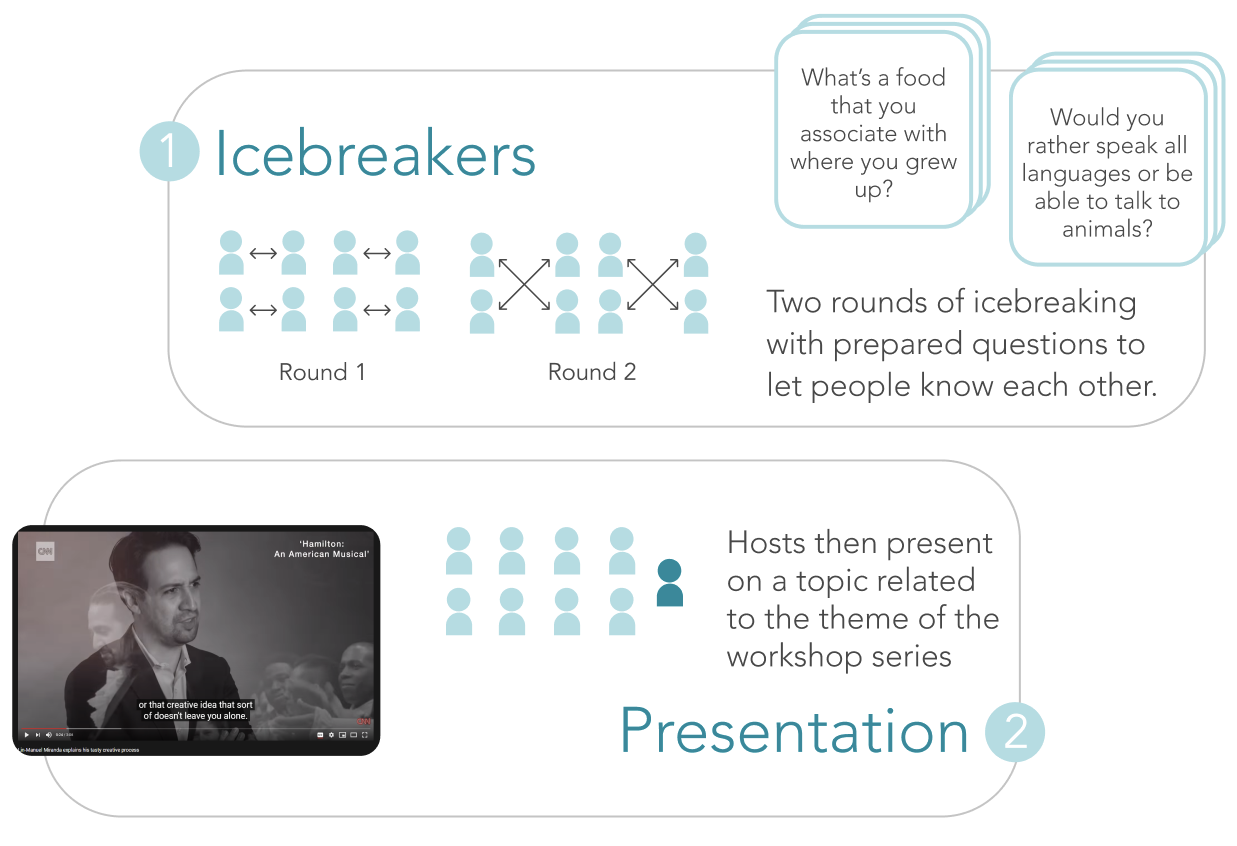 What's a food
that you
associate with
where you grew
up?
Would you
rather speak all
languages or be
able to talk to
animals?
1
Icebreakers
Round 1
Round 2
Two rounds of icebreaking
with prepared questions to
let people know each other.
CNN
'Hamilton:
An American Musical'
or that creative idea that sort
of doesn't leave you alone.
CNN
Lin-Manuel Miranda explains his tasty creative process
Hosts then present
on a topic related
to the theme of the
workshop series
Presentation
2